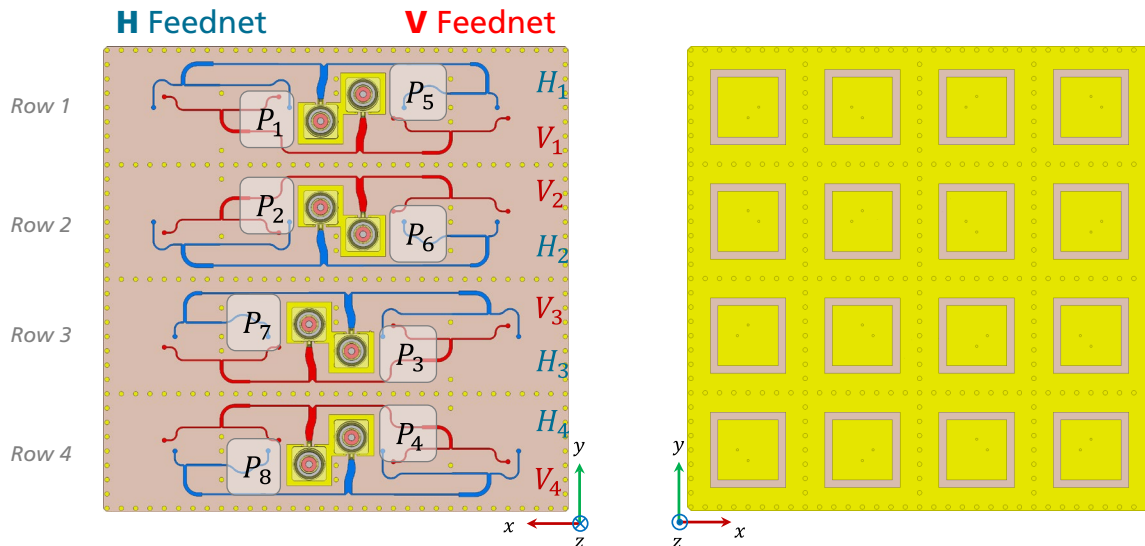 H Feednet V Feednet
Row 1
P₁
P₅
H₁
V₁
Row 2
P₂
P₆
V₂
H₂
Row 3
P₇
P₃
V₃
H₃
Row 4
P₈
P₄
H₄
V₄
y
x
z
y
x
z